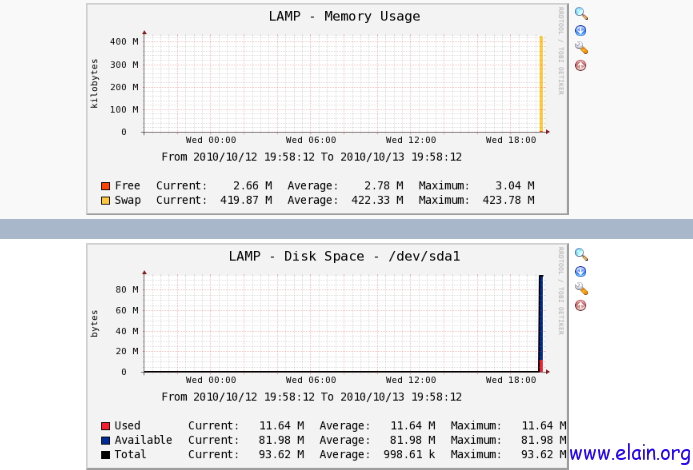 LAMP - Memory Usage
RRDTOOL / TOBI OETIKER
400 M
300 M
200 M
100 M
0
kilobytes
Wed 00:00 Wed 06:00 Wed 12:00 Wed 18:00
From 2010/10/12 19:58:12 To 2010/10/13 19:58:12
Free Current: 2.66 M Average: 2.78 M Maximum: 3.04 M
Swap Current: 419.87 M Average: 422.33 M Maximum: 423.78 M
LAMP - Disk Space - /dev/sda1
RRDTOOL / TOBI OETIKER
80 M
60 M
40 M
20 M
0
bytes
Wed 00:00 Wed 06:00 Wed 12:00 Wed 18:00
From 2010/10/12 19:58:12 To 2010/10/13 19:58:12
Used Current: 11.64 M Average: 11.64 M Maximum: 11.64 M
Available Current: 81.98 M Average: 81.98 M Maximum: 81.98 M
Total Current: 93.62 M Average: 998.61 k Maximum: 93.62 M
www.elain.org